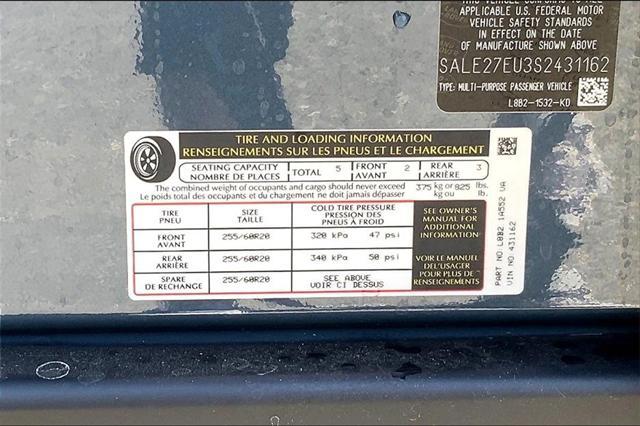 APPLICABLE U.S. FEDERAL MOTOR
VEHICLE SAFETY STANDARDS
IN EFFECT ON THE DATE
OF MANUFACTURE SHOWN ABOVE
SALE27EU3S2431162
TYPE: MULTI-PURPOSE PASSENGER VEHICLE
L8B2-1532-KD
TIRE AND LOADING INFORMATION
RENSEIGNEMENTS SUR LES PNEUS ET LE CHARGEMENT
SEATING CAPACITY
NOMBRE DE PLACES
TOTAL 5
FRONT
AVANT 2
REAR
ARRIÈRE 3
The combined weight of occupants and cargo should never exceed 375 kg or 825 lbs.
Le poids total des occupants et du chargement ne doit jamais dépasser kg ou lb.
TIRE
PNEU
SIZE
TAILLE
COLD TIRE PRESSURE
PRESSION DES
PNEUS À FROID
FRONT
AVANT
255/60R20
320 kPa 47 psi
REAR
ARRIÈRE
255/60R20
340 kPa 50 psi
SPARE
DE RECHANGE
255/60R20
SEE ABOVE
VOIR CI DESSUS
SEE OWNER'S
MANUAL FOR
ADDITIONAL
INFORMATION
VOIR LE MANUEL
DEL'USAGER
POUR PLUS DE
RENSEIGNEMENTS
PART NO. L8B2 1A552 VA
VIN NO. 431162